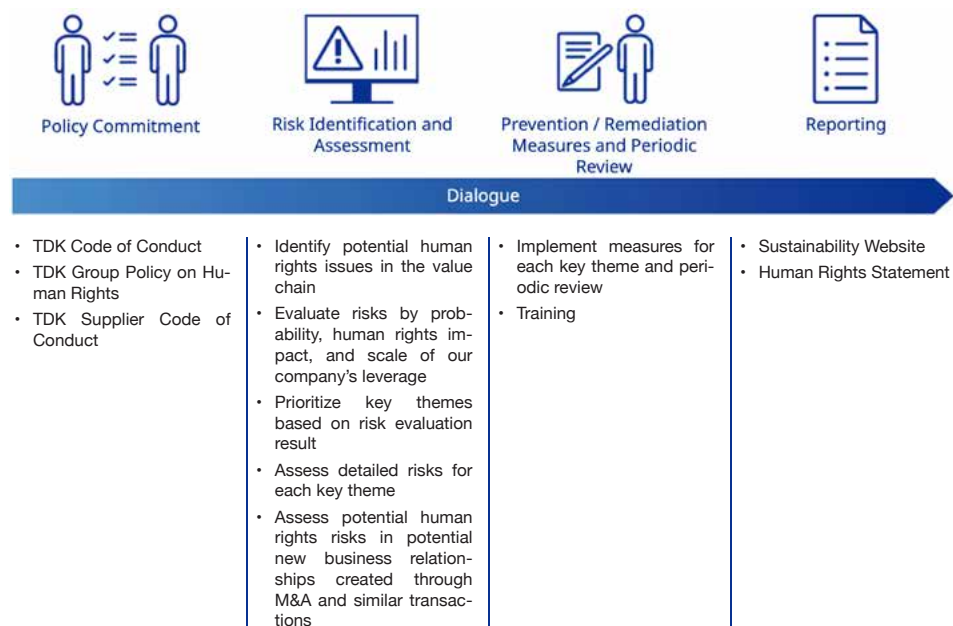 Policy Commitment
Risk Identification and
Assessment
Prevention / Remediation
Measures and Periodic
Review
Reporting
Dialogue
• TDK Code of Conduct
• TDK Group Policy on Hu-
man Rights
• TDK Supplier Code of
Conduct
• Identify potential human
rights issues in the value
chain
• Evaluate risks by prob-
ability, human rights im-
pact, and scale of our
company's leverage
• Prioritize key themes
based on risk evaluation
result
• Assess detailed risks for
each key theme
• Assess potential human
rights risks in potential
new business relation-
ships created through
M&A and similar transac-
tions
• Implement measures for
each key theme and peri-
odic review
• Training
• Sustainability Website
• Human Rights Statement